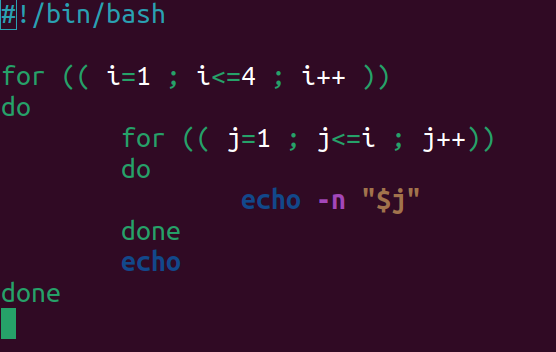 #!/bin/bash
for (( i=1 ; i<=4 ; i++ ))
do
for (( j=1 ; j<=i ; j++))
do
echo -n "$j"
done
echo
done